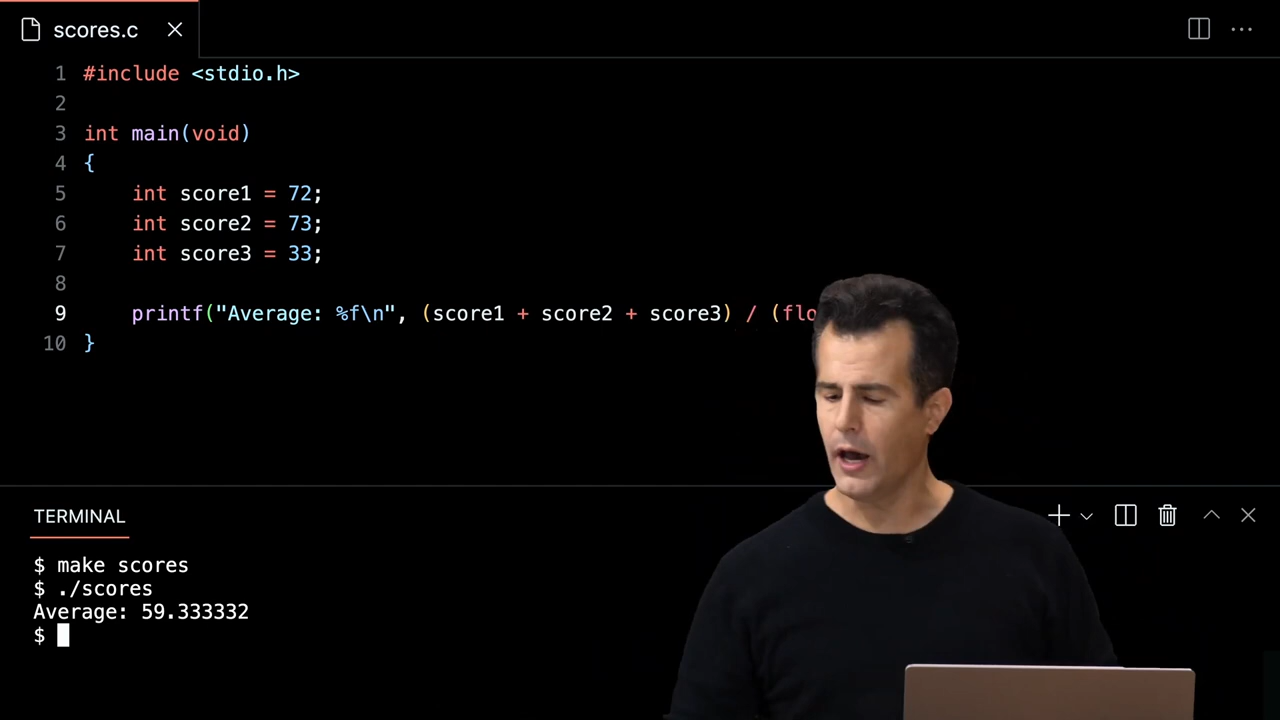 scores.c
1 #include <stdio.h>
2
3 int main(void)
4 {
5 int score1 = 72;
6 int score2 = 73;
7 int score3 = 33;
8
9 printf("Average: %f\n", (score1 + score2 + score3) / (flo
10 }
TERMINAL
$ make scores
$ ./scores
Average: 59.333332
$